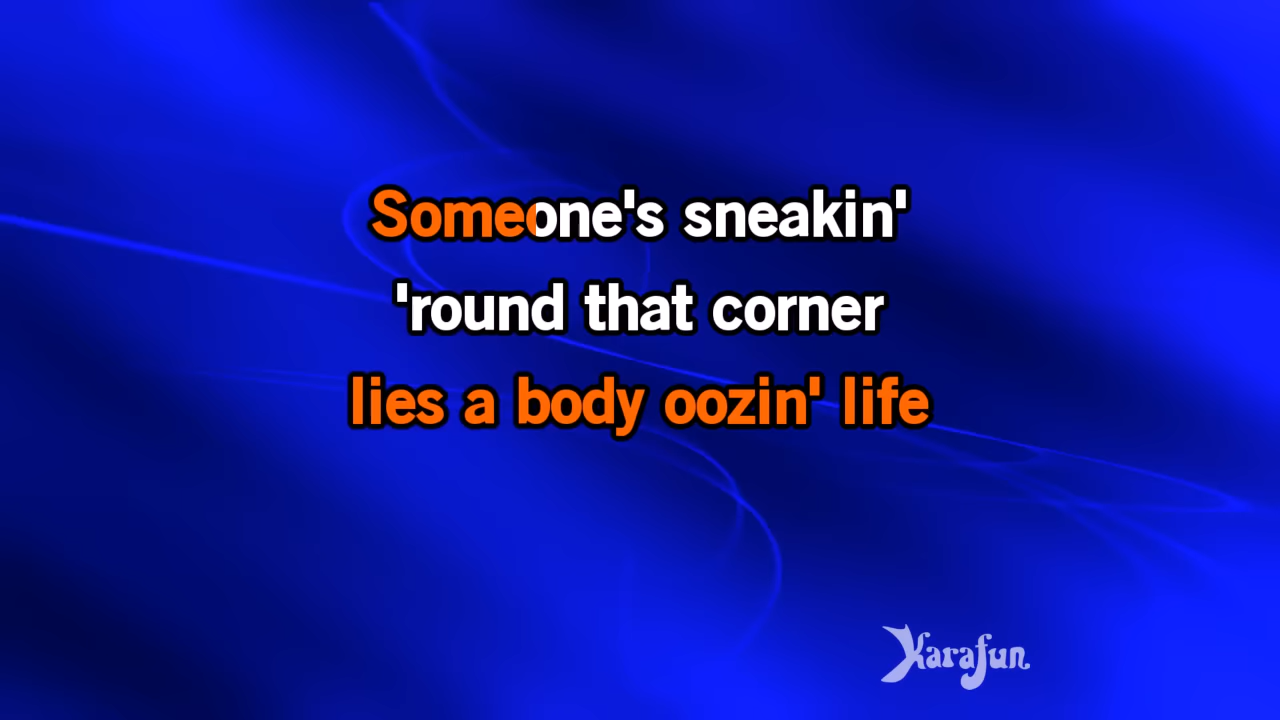 Someone's sneakin'
'round that corner
lies a body oozin' life
Karafun